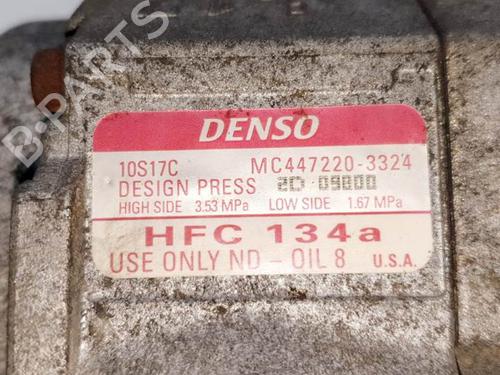 B-PARTS
DENSO
10S17C MC447220-3324
DESIGN PRESS
HIGH SIDE 3.53 MPa LOW SIDE 1.67 MPa
HFC 134a
USE ONLY ND-OIL 8 U.S.A.